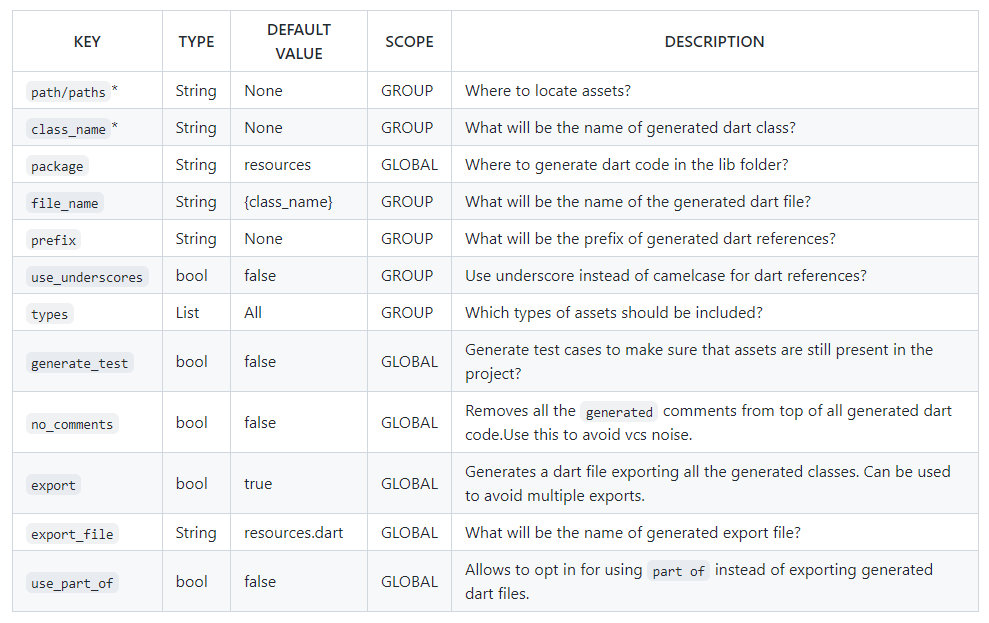 KEY TYPE DEFAULT VALUE SCOPE DESCRIPTION
path/paths* String None GROUP Where to locate assets?
class_name* String None GROUP What will be the name of generated dart class?
package String resources GLOBAL Where to generate dart code in the lib folder?
file_name String {class_name} GROUP What will be the name of the generated dart file?
prefix String None GROUP What will be the prefix of generated dart references?
use_underscores bool false GROUP Use underscore instead of camelcase for dart references?
types List All GROUP Which types of assets should be included?
generate_test bool false GLOBAL Generate test cases to make sure that assets are still present in the
project?
no_comments bool false GLOBAL Removes all the generated comments from top of all generated dart
code.Use this to avoid vcs noise.
export bool true GLOBAL Generates a dart file exporting all the generated classes. Can be used
to avoid multiple exports.
export_file String resources.dart GLOBAL What will be the name of generated export file?
use_part_of bool false GLOBAL Allows to opt in for using part of instead of exporting generated
dart files.